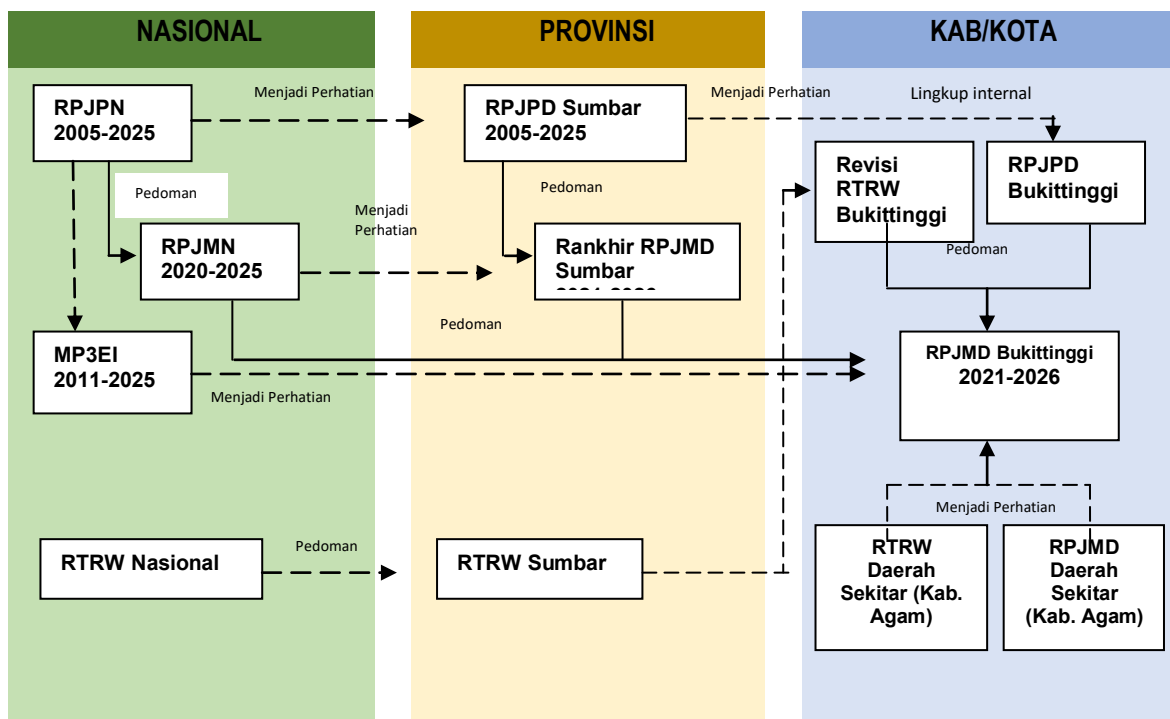 NASIONAL
PROVINSI
KAB/KOTA
RPJPN
2005-2025
Menjadi Perhatian
RPJPD Sumbar
2005-2025
Menjadi Perhatian
Lingkup internal
Revisi
RTRW
Bukittinggi
RPJPD
Bukittinggi
Pedoman
Pedoman
Menjadi
Perhatian
RPJMN
2020-2025
Rankhir RPJMD
Sumbar
Pedoman
Pedoman
MP3EI
2011-2025
Menjadi Perhatian
RPJMD Bukittinggi
2021-2026
Menjadi Perhatian
RTRW Nasional
Pedoman
RTRW Sumbar
RTRW
Daerah
Sekitar (Kab.
Agam)
RPJMD
Daerah
Sekitar
(Kab. Agam)